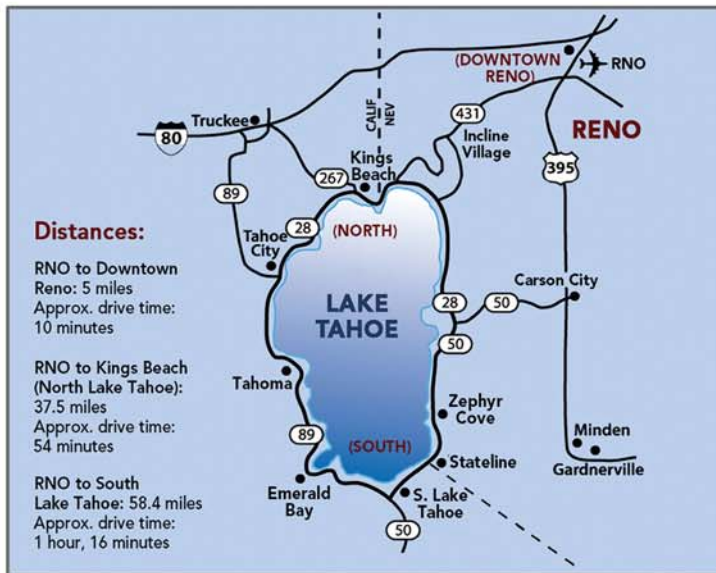 (DOWNTOWN
RENO)
RNO
Truckee
CALIF
NEV
431
Incline
Village
RENO
80
Kings
Beach
267
395
89
28
(NORTH)
Tahoe
City
Distances:
RNO to Downtown
Reno: 5 miles
Approx. drive time:
10 minutes
RNO to Kings Beach
(North Lake Tahoe):
37.5 miles
Approx. drive time:
54 minutes
RNO to South
Lake Tahoe: 58.4 miles
Approx. drive time:
1 hour, 16 minutes
LAKE
TAHOE
28
50
Carson City
50
Tahoma
Zephyr
Cove
89
(SOUTH)
Minden
Stateline
Gardnerville
Emerald
Bay
S. Lake
Tahoe
50